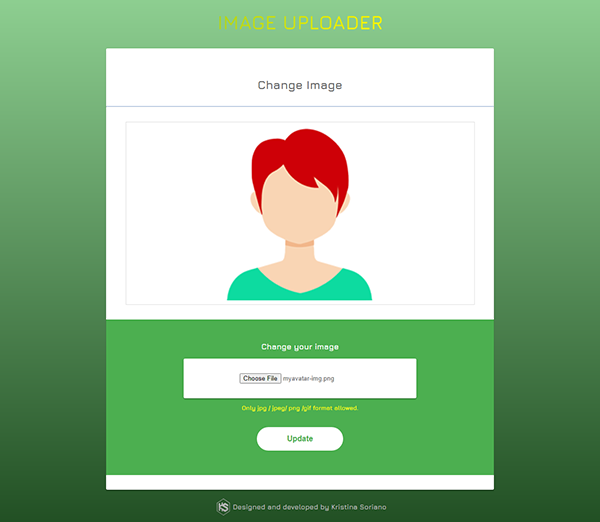 IMAGE UPLOADER
Change Image
Change your image
Choose File myavatar-img.png
Only jpg / jpeg/ png /gif format allowed.
Update
KS Designed and developed by Kristina Soriano